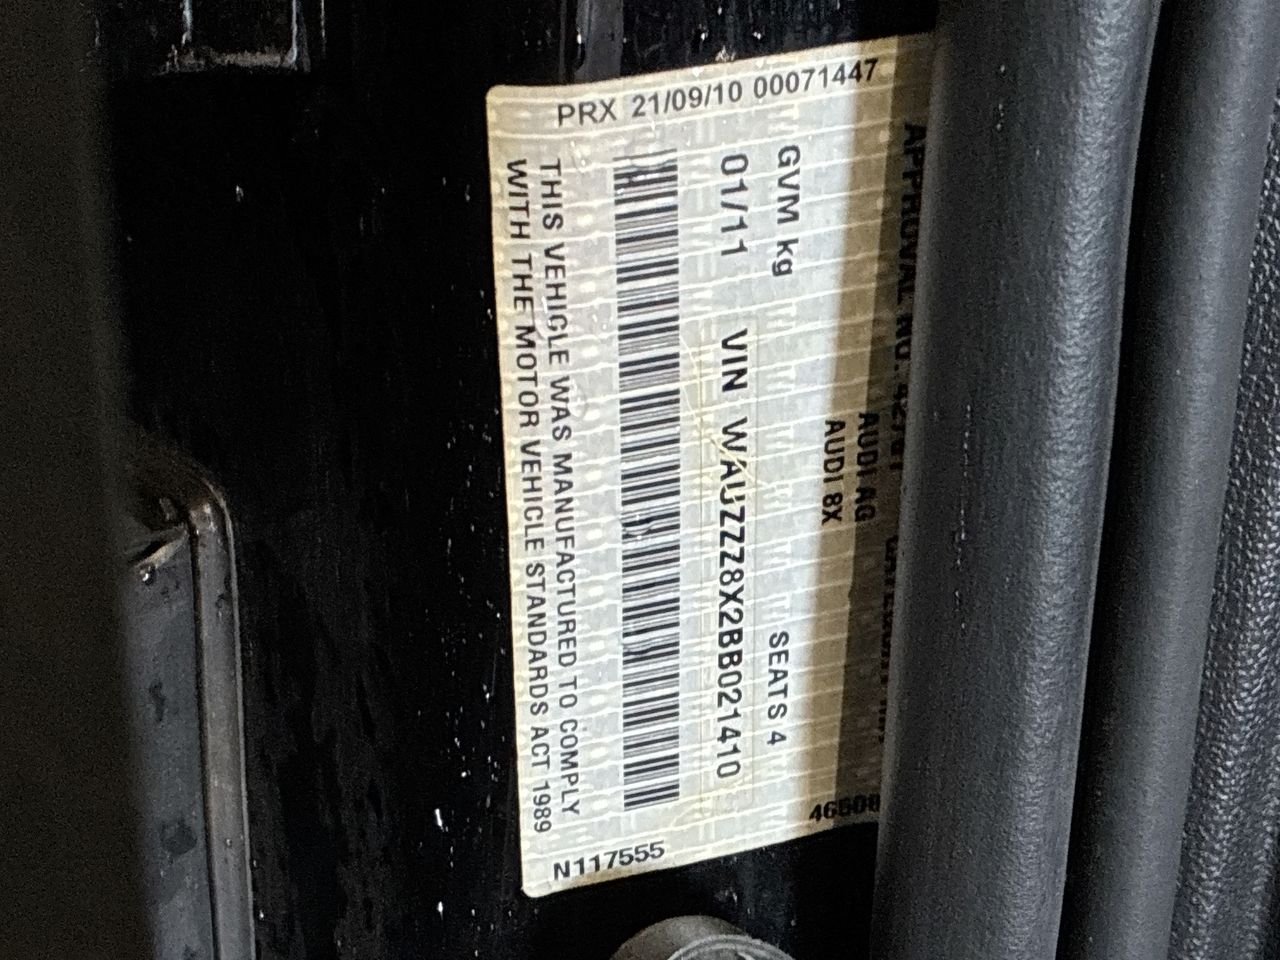 PRX 21/09/10 00071447
AUDI AG
AUDI 8X
GVM kg SEATS 4
01/11 VIN WAUZZZ8X2BB021410
THIS VEHICLE WAS MANUFACTURED TO COMPLY
WITH THE MOTOR VEHICLE STANDARDS ACT 1989
N117555